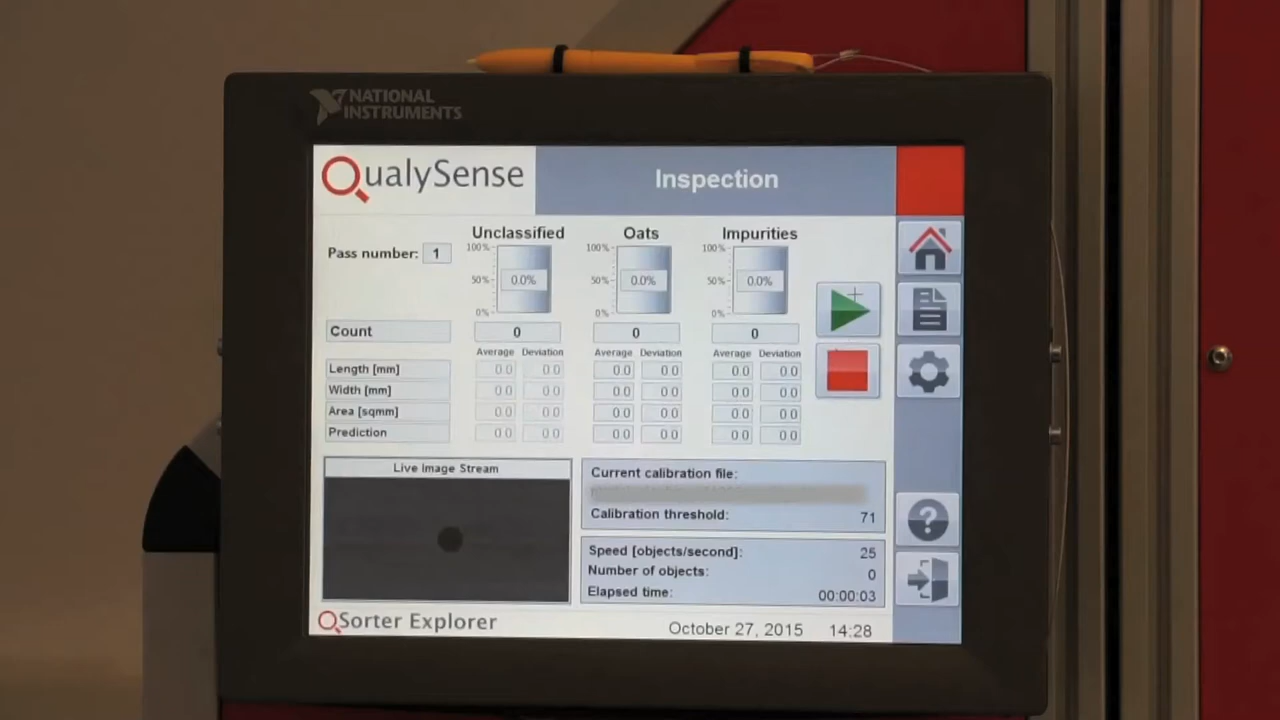 NATIONAL
INSTRUMENTS
QualySense
Inspection
Pass number: 1
Unclassified Oats Impurities
100% 100% 100%
50% 0.0% 50% 0.0% 50% 0.0%
0% 0% 0%
Count 0 0 0
Average Deviation Average Deviation Average Deviation
Length [mm] 0.0 0.0 0.0 0.0 0.0 0.0
Width [mm] 0.0 0.0 0.0 0.0 0.0 0.0
Area [sqmm] 0.0 0.0 0.0 0.0 0.0 0.0
Prediction 0.0 0.0 0.0 0.0 0.0 0.0
Live Image Stream
Current calibration file:
Calibration threshold: 71
Speed [objects/second]: 25
Number of objects: 0
Elapsed time: 00:00:03
QSorter Explorer
October 27, 2015 14:28